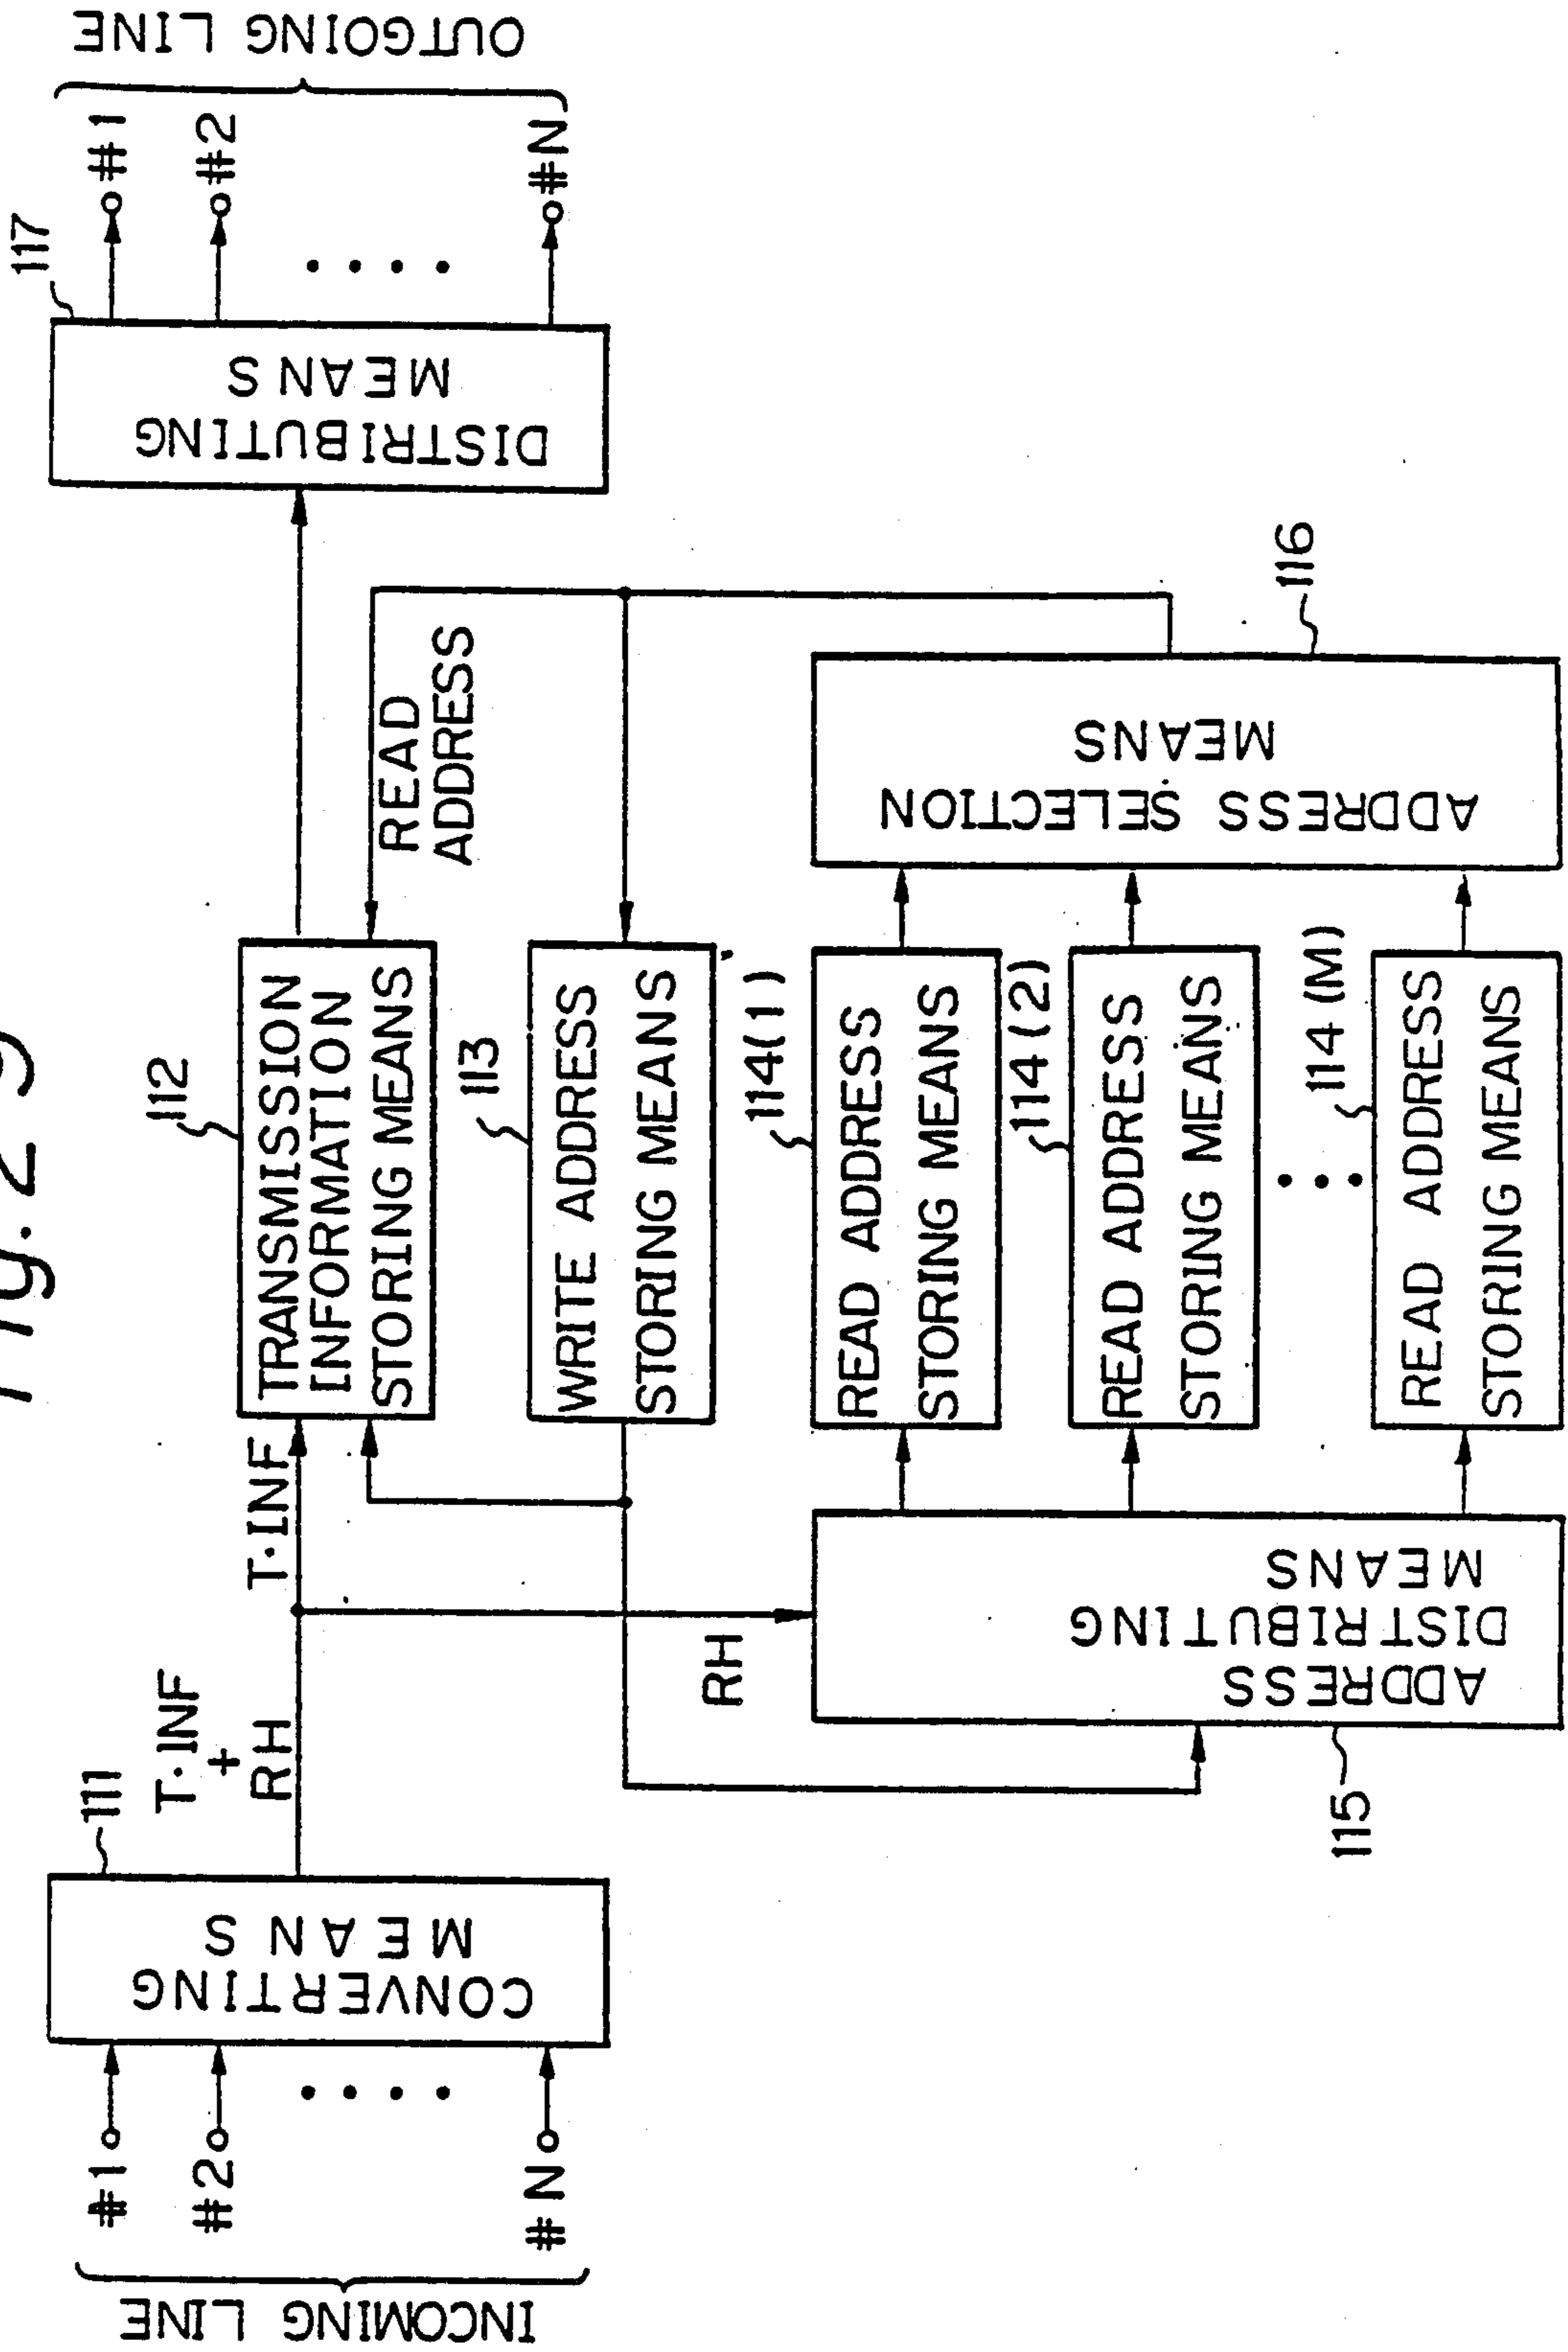 Fig. 29
INCOMING LINE
#1
#2
#N
CONVERTING
MEANS
111
T·INF
+
RH
T·INF
RH
112
TRANSMISSION
INFORMATION
STORING MEANS
READ
ADDRESS
113
WRITE ADDRESS
STORING MEANS
115
ADDRESS
DISTRIBUTING
MEANS
114(1)
READ ADDRESS
STORING MEANS
114(2)
READ ADDRESS
STORING MEANS
114(M)
READ ADDRESS
STORING MEANS
116
ADDRESS SELECTION
MEANS
117
DISTRIBUTING
MEANS
#1
#2
#N
OUTGOING LINE